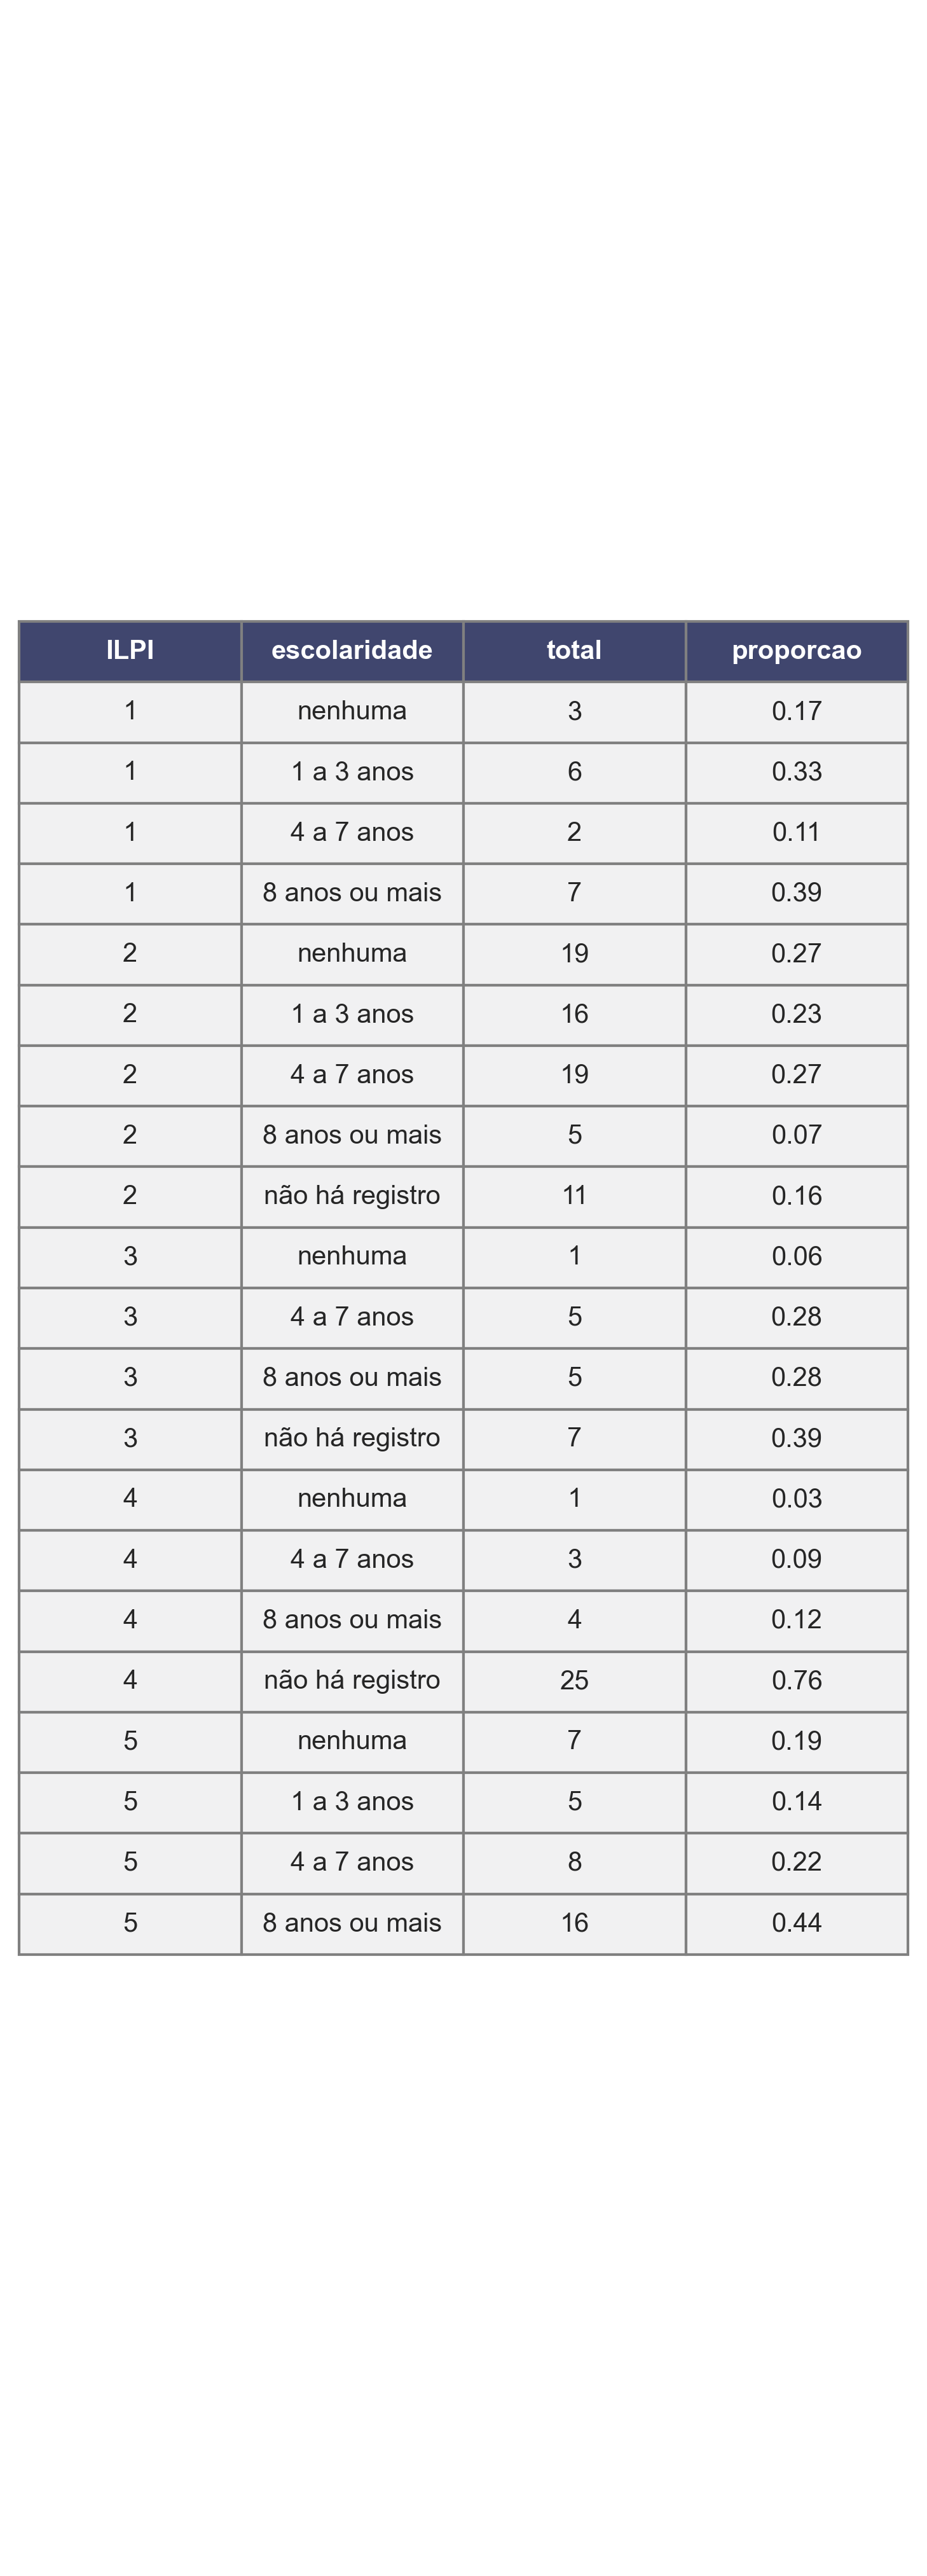 ILPI escolaridade total proporcao
1 nenhuma 3 0.17
1 1 a 3 anos 6 0.33
1 4 a 7 anos 2 0.11
1 8 anos ou mais 7 0.39
2 nenhuma 19 0.27
2 1 a 3 anos 16 0.23
2 4 a 7 anos 19 0.27
2 8 anos ou mais 5 0.07
2 não há registro 11 0.16
3 nenhuma 1 0.06
3 4 a 7 anos 5 0.28
3 8 anos ou mais 5 0.28
3 não há registro 7 0.39
4 nenhuma 1 0.03
4 4 a 7 anos 3 0.09
4 8 anos ou mais 4 0.12
4 não há registro 25 0.76
5 nenhuma 7 0.19
5 1 a 3 anos 5 0.14
5 4 a 7 anos 8 0.22
5 8 anos ou mais 16 0.44